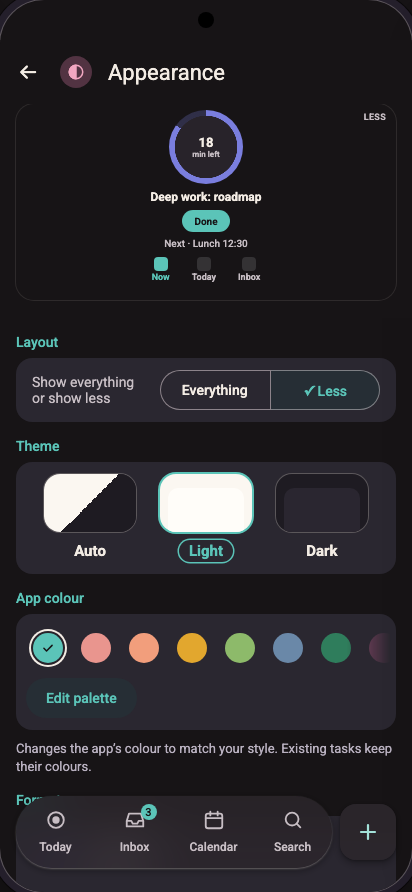 Appearance
LESS
18
min left
Deep work: roadmap
Done
Next · Lunch 12:30
Now
Today
Inbox
Layout
Show everything
or show less
Everything
✓Less
Theme
Auto
Light
Dark
App colour
Edit palette
Changes the app's colour to match your style. Existing tasks keep
their colours.
3
Today
Inbox
Calendar
Search